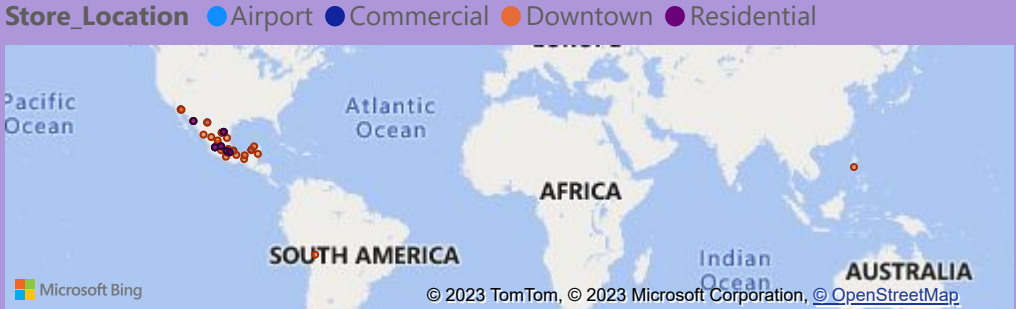 Store_Location Airport Commercial Downtown Residential
EUROPE
Pacific
Ocean
Atlantic
Ocean
AFRICA
SOUTH AMERICA
Indian
Ocean
AUSTRALIA
Microsoft Bing
© 2023 TomTom, © 2023 Microsoft Corporation, © OpenStreetMap